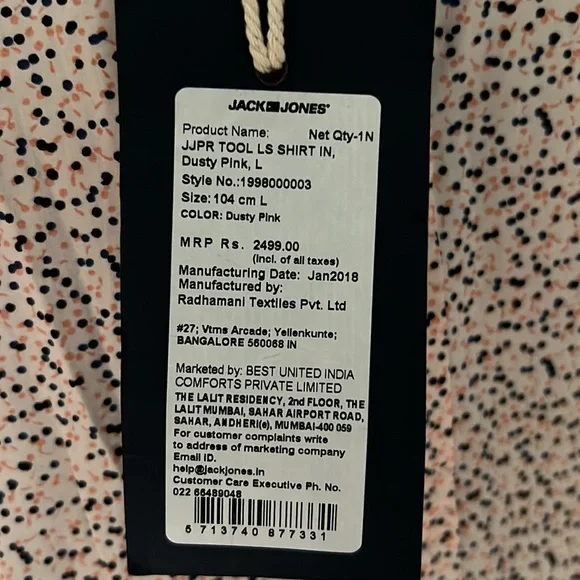 JACK JONES
Product Name: Net Qty-1N
JJPR TOOL LS SHIRT IN,
Dusty Pink, L
Style No.:1998000003
Size: 104 cm L
COLOR: Dusty Pink
MRP Rs. 2499.00
(incl. of all taxes)
Manufacturing Date: Jan2018
Manufactured by:
Radhamani Textiles Pvt. Ltd
#27; Vtms Arcade; Yellenkunte;
BANGALORE 560068 IN
Marketed by: BEST UNITED INDIA
COMFORTS PRIVATE LIMITED
THE LALIT RESIDENCY, 2nd FLOOR, THE
LALIT MUMBAI, SAHAR AIRPORT ROAD,
SAHAR, ANDHERI(e), MUMBAI-400 059
For customer complaints write
to address of marketing company
Email ID.
help@jackjones.in
Customer Care Executive Ph. No.
022 66489048
5 713740 877331